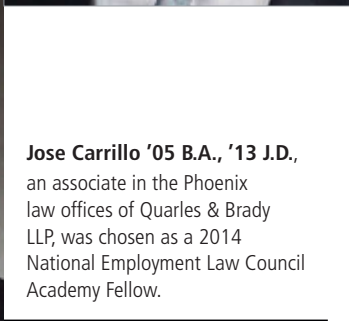 Jose Carrillo ’05 B.A., ’13 J.D.,
an associate in the Phoenix
law offices of Quarles & Brady
LLP, was chosen as a 2014
National Employment Law Council
Academy Fellow.